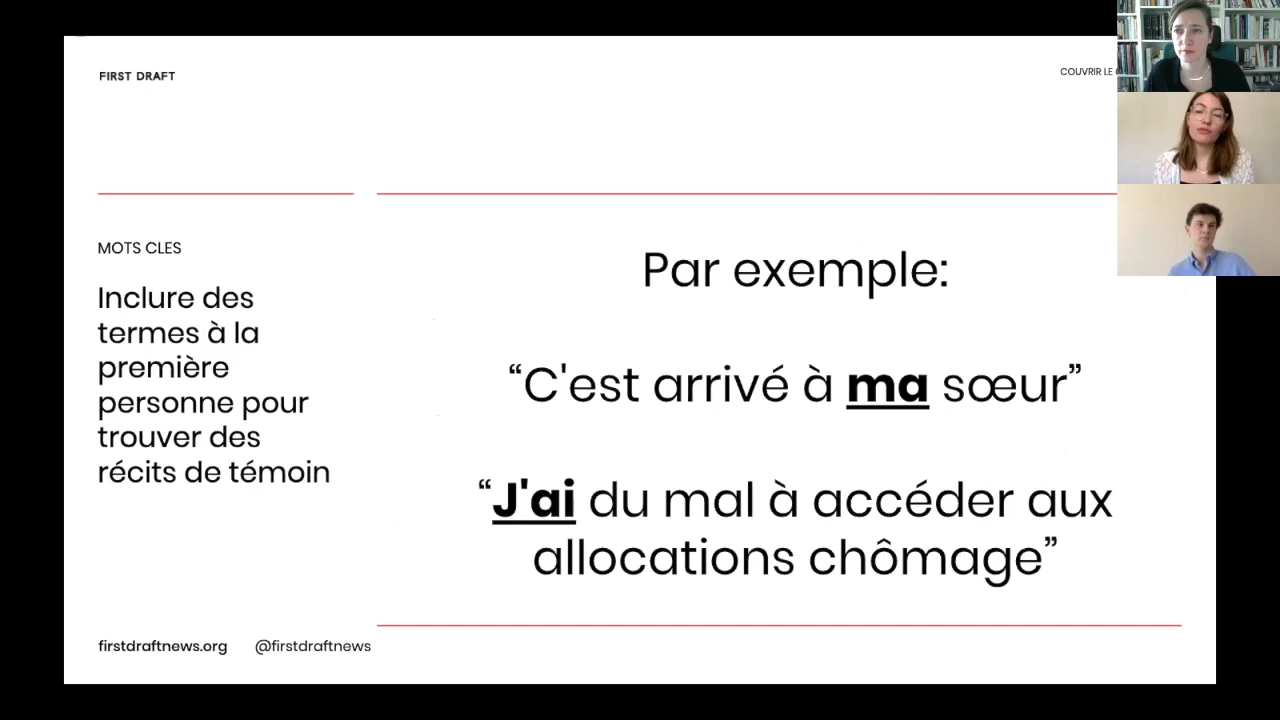 FIRST DRAFT
COUVRIR LE
MOTS CLES
Inclure des
termes à la
première
personne pour
trouver des
récits de témoin
Par exemple:
“C'est arrivé à ma sœur”
“J'ai du mal à accéder aux
allocations chômage”
firstdraftnews.org
@firstdraftnews